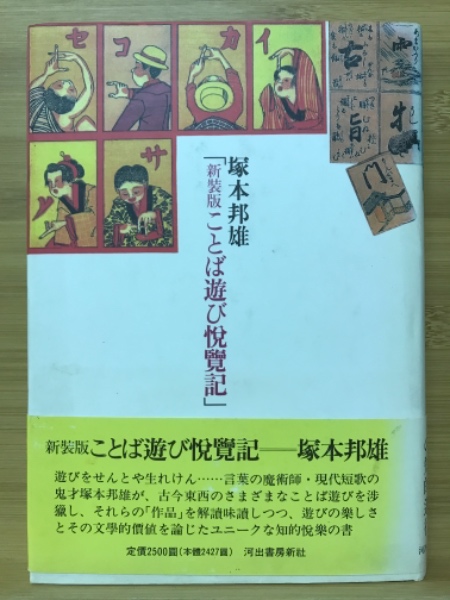 セ
コ
カ
イ
ノ
サ
古
旨
門
塚本邦雄
「新装版ことば遊び悦覽記」
新装版ことば遊び悦覽記──塚本邦雄
遊びをせんとや生れけん……言葉の魔術師・現代短歌の
鬼才塚本邦雄が、古今東西のさまざまなことば遊びを渉
獵し、それらの「作品」を解讀味讀しつつ、遊びの樂しさ
とその文學的價値を論じたユニークな知的悦樂の書
定價2500圓(本體2427圓)　河出書房新社